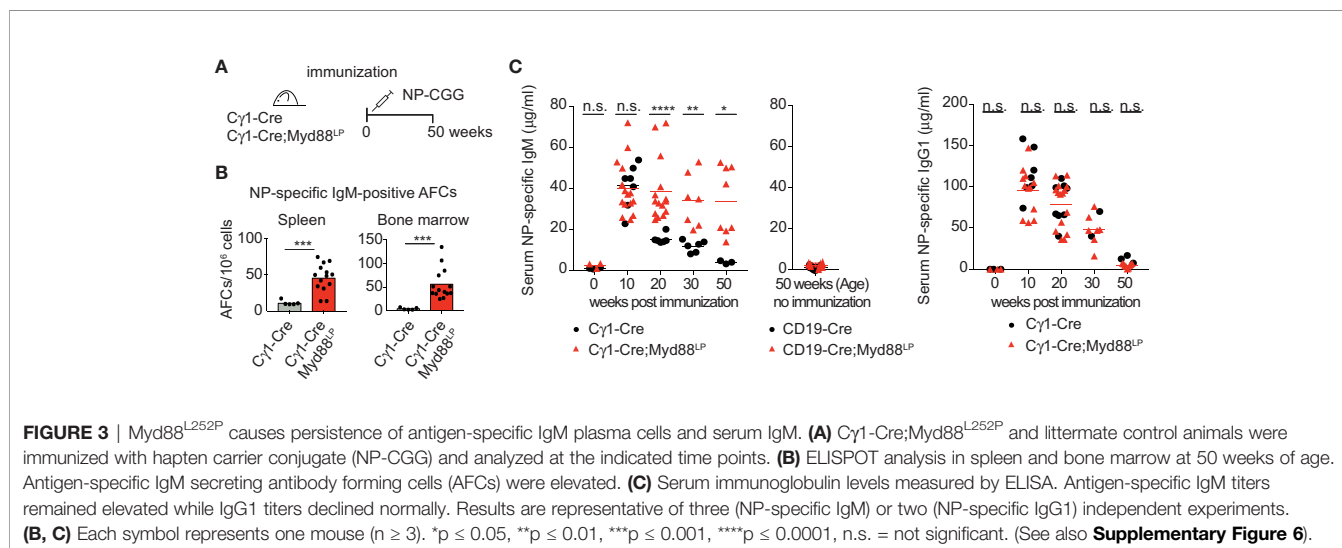 A
immunization
NP-CGG
Cγ1-Cre
Cγ1-Cre;Myd88LP
0
50 weeks
B
NP-specific IgM-positive AFCs
Spleen
Bone marrow
AFCs/10⁶ cells
100
50
0
***
150
100
50
0
***
Cγ1-Cre
Cγ1-Cre
Myd88LP
Cγ1-Cre
Cγ1-Cre
Myd88LP
C
Serum NP-specific IgM (μg/ml)
80
60
40
20
0
n.s. n.s. **** ** *
0 10 20 30 50
weeks post immunization
Cγ1-Cre
Cγ1-Cre;Myd88LP
80
60
40
20
0
50 weeks (Age)
no immunization
CD19-Cre
CD19-Cre;Myd88LP
Serum NP-specific IgG1 (μg/ml)
200
150
100
50
0
n.s. n.s. n.s. n.s. n.s.
0 10 20 30 50
weeks post immunization
Cγ1-Cre
Cγ1-Cre;Myd88LP
FIGURE 3 | Myd88L252P causes persistence of antigen-specific IgM plasma cells and serum IgM. (A) Cγ1-Cre;Myd88L252P and littermate control animals were
immunized with hapten carrier conjugate (NP-CGG) and analyzed at the indicated time points. (B) ELISPOT analysis in spleen and bone marrow at 50 weeks of age.
Antigen-specific IgM secreting antibody forming cells (AFCs) were elevated. (C) Serum immunoglobulin levels measured by ELISA. Antigen-specific IgM titers
remained elevated while IgG1 titers declined normally. Results are representative of three (NP-specific IgM) or two (NP-specific IgG1) independent experiments.
(B, C) Each symbol represents one mouse (n ≥ 3). *p ≤ 0.05, **p ≤ 0.01, ***p ≤ 0.001, ****p ≤ 0.0001, n.s. = not significant. (See also Supplementary Figure 6).